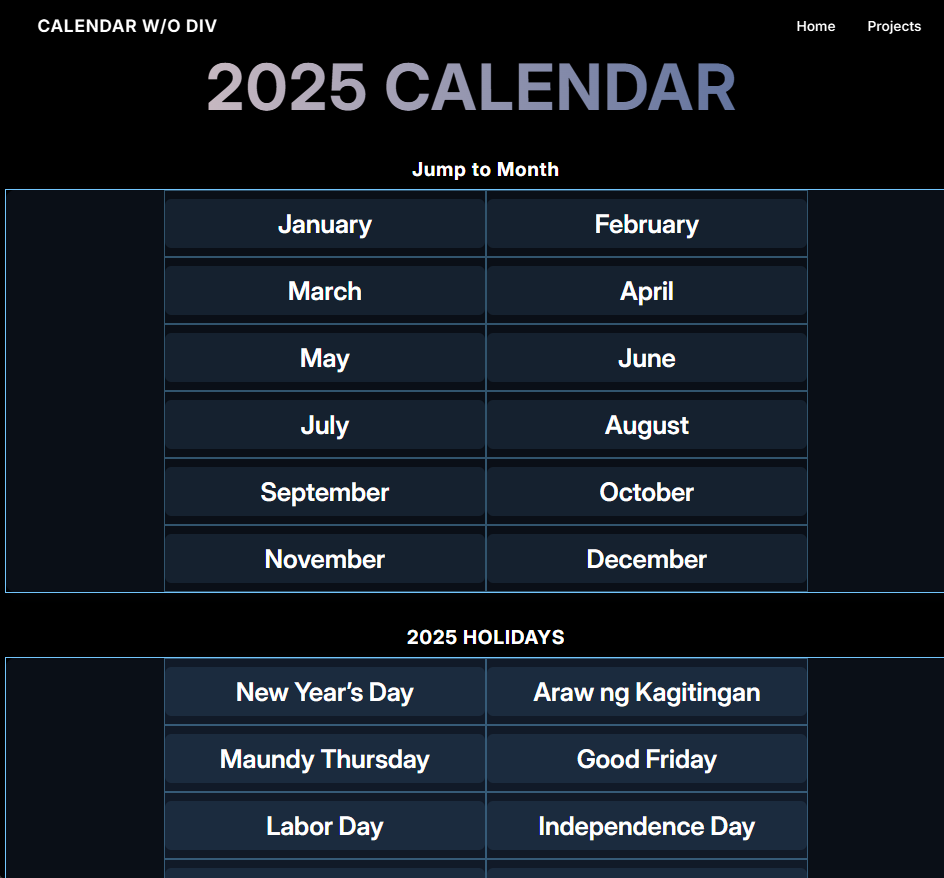 CALENDAR W/O DIV
Home Projects
2025 CALENDAR
Jump to Month
January February
March April
May June
July August
September October
November December
2025 HOLIDAYS
New Year’s Day Araw ng Kagitingan
Maundy Thursday Good Friday
Labor Day Independence Day